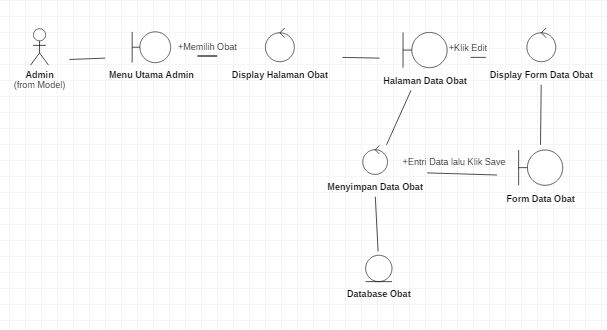 +Memilih Obat
+Klik Edit
Admin
(from Model)
Menu Utama Admin
Display Halaman Obat
Halaman Data Obat
Display Form Data Obat
+Entri Data lalu Klik Save
Menyimpan Data Obat
Form Data Obat
Database Obat